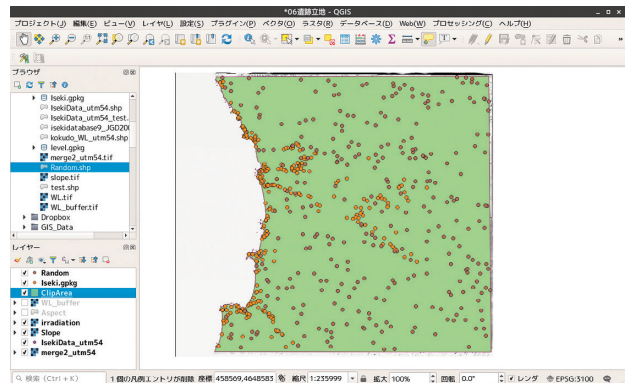 *06遺跡立地 - QGIS
プロジェクト(J) 編集(E) ビュー(V) レイヤ(L) 設定(S) プラグイン(P) ベクタ(O) ラスタ(R) データベース(D) Web(W) プロセッシング(C) ヘルプ(H)
ブラウザ
Iseki.gpkg
IsekiData_utm54.shp
IsekiData_utm54_test.
isekidatabase9_JGD20
kokudo_WL_utm54.shp
level.gpkg
merge2_utm54.tif
Random.shp
slope.tif
test.shp
WL.tif
WL_buffer.tif
Dropbox
GIS_Data
レイヤー
Random
Iseki.gpkg
ClipArea
WL_buffer
Aspect
irradiation
Slope
IsekiData_utm54
merge2_utm54
検索 (Ctrl + K) 1 個の凡例エントリが削除 座標 458569,4648583 縮尺 1:235999 拡大 100% 回転 0.0° レンダ EPSG:3100